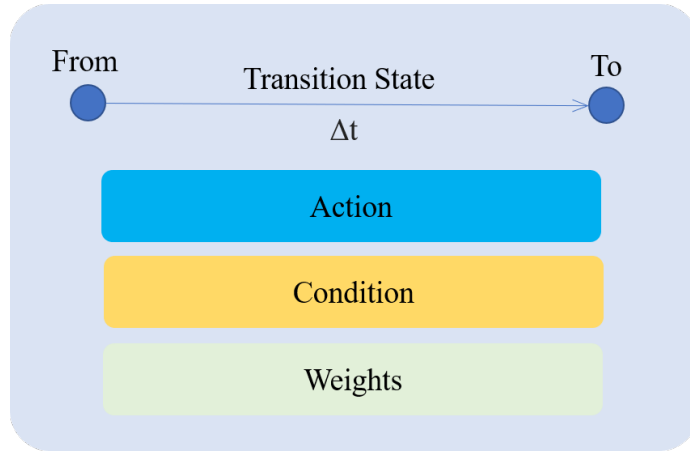 From
To
Transition State
Δt
Action
Condition
Weights